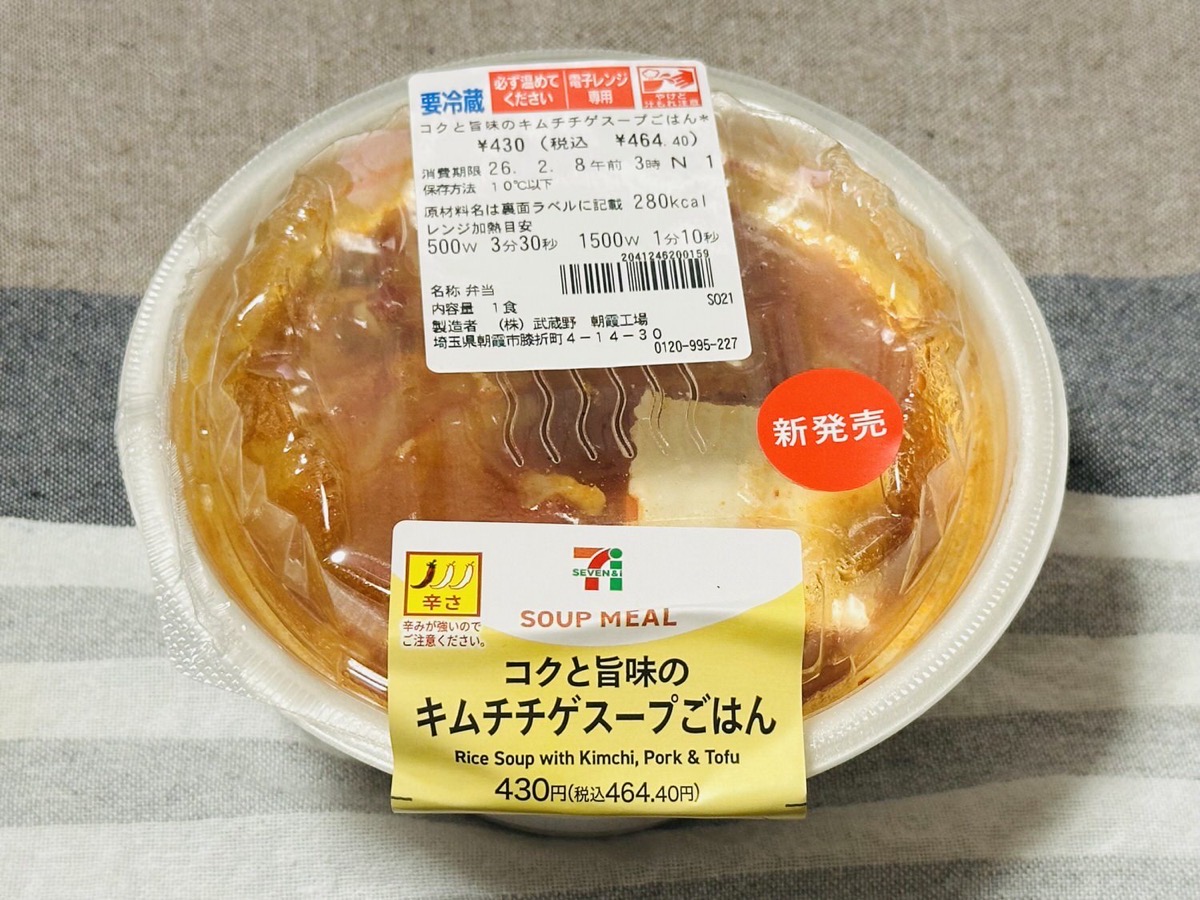 要冷蔵 必ず温めてください 電子レンジ専用 やけど汁もれ注意
コクと旨味のキムチチゲスープごはん*
¥430 (税込 ¥464.40)
消費期限 26. 2. 8午前 3時 N 1
保存方法 10℃以下
原材料名は裏面ラベルに記載 280kcal
レンジ加熱目安
500W 3分30秒 1500W 1分10秒
2041246200159
S021
名称 弁当
内容量 1食
製造者 (株)武蔵野 朝霞工場
埼玉県朝霞市膝折町4-14-30
0120-995-227
新発売
辛さ
辛みが強いので
ご注意ください。
SEVEN&i
SOUP MEAL
コクと旨味の
キムチチゲスープごはん
Rice Soup with Kimchi, Pork & Tofu
430円(税込464.40円)